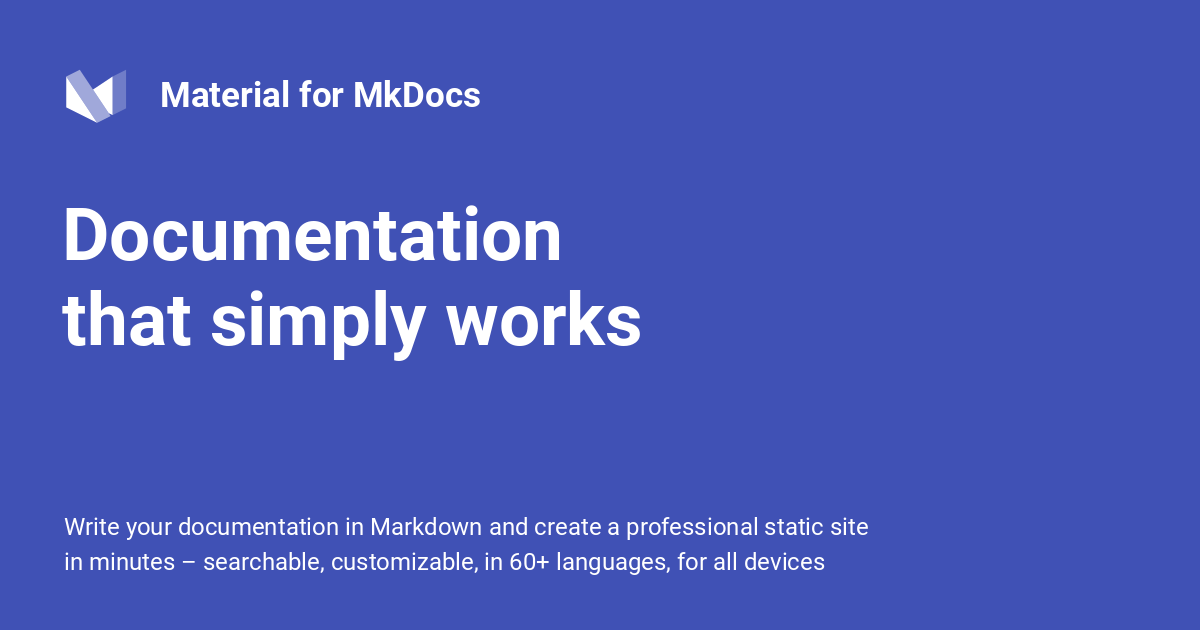 Material for MkDocs
Documentation
that simply works
Write your documentation in Markdown and create a professional static site
in minutes – searchable, customizable, in 60+ languages, for all devices